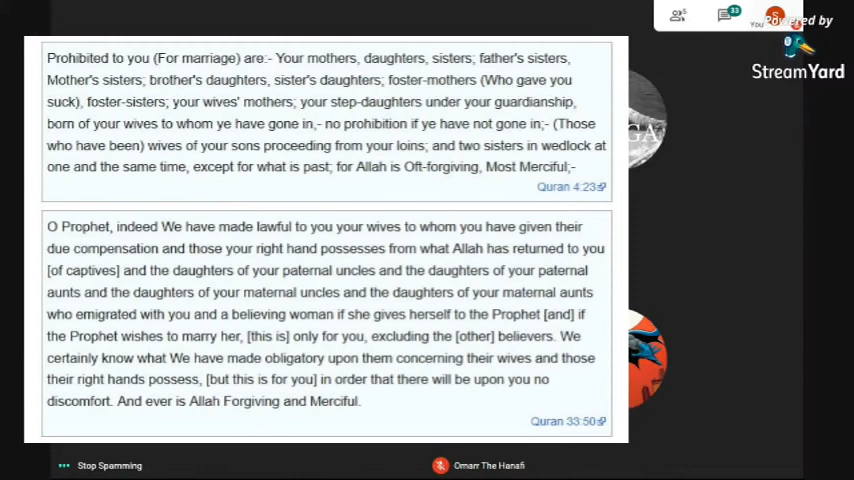 33
5
You
Powered by
StreamYard
Prohibited to you (For marriage) are:- Your mothers, daughters, sisters; father's sisters,
Mother's sisters; brother's daughters, sister's daughters; foster-mothers (Who gave you
suck), foster-sisters; your wives' mothers; your step-daughters under your guardianship,
born of your wives to whom ye have gone in,- no prohibition if ye have not gone in;- (Those
who have been) wives of your sons proceeding from your loins; and two sisters in wedlock at
one and the same time, except for what is past; for Allah is Oft-forgiving, Most Merciful;-
Quran 4:23
GA
O Prophet, indeed We have made lawful to you your wives to whom you have given their
due compensation and those your right hand possesses from what Allah has returned to you
[of captives] and the daughters of your paternal uncles and the daughters of your paternal
aunts and the daughters of your maternal uncles and the daughters of your maternal aunts
who emigrated with you and a believing woman if she gives herself to the Prophet [and] if
the Prophet wishes to marry her, [this is] only for you, excluding the [other] believers. We
certainly know what We have made obligatory upon them concerning their wives and those
their right hands possess, [but this is for you] in order that there will be upon you no
discomfort. And ever is Allah Forgiving and Merciful.
Quran 33:50
Stop Spamming
Omarr The Hanafi